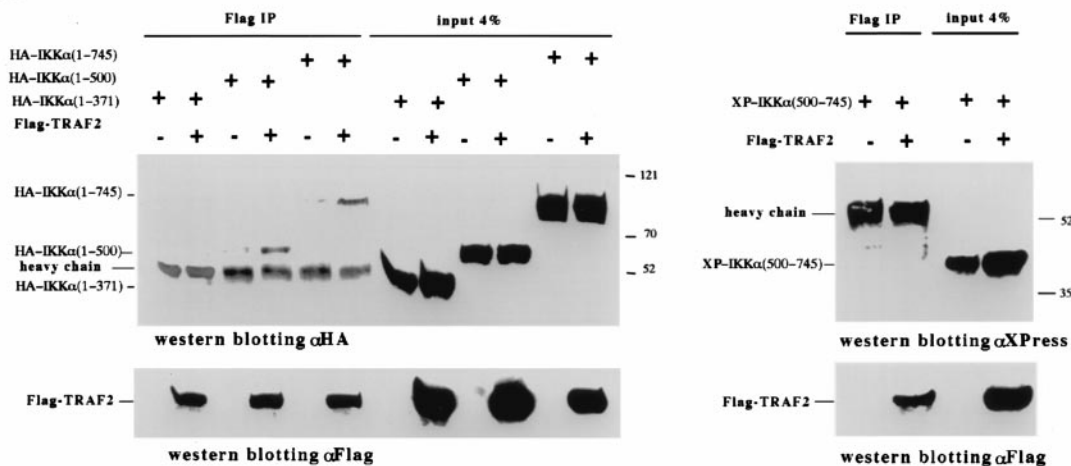 Flag IP input 4%
HA-IKKα(1-745) + + + +
HA-IKKα(1-500) + + + +
HA-IKKα(1-371) + + + +
Flag-TRAF2 - + - + - + - + - + - +
HA-IKKα(1-745)
HA-IKKα(1-500)
heavy chain
HA-IKKα(1-371)
121
70
52
western blotting αHA
Flag-TRAF2
western blotting αFlag
Flag IP input 4%
XP-IKKα(500-745) + + + +
Flag-TRAF2 - + - +
heavy chain
XP-IKKα(500-745)
52
35
western blotting αXPress
Flag-TRAF2
western blotting αFlag